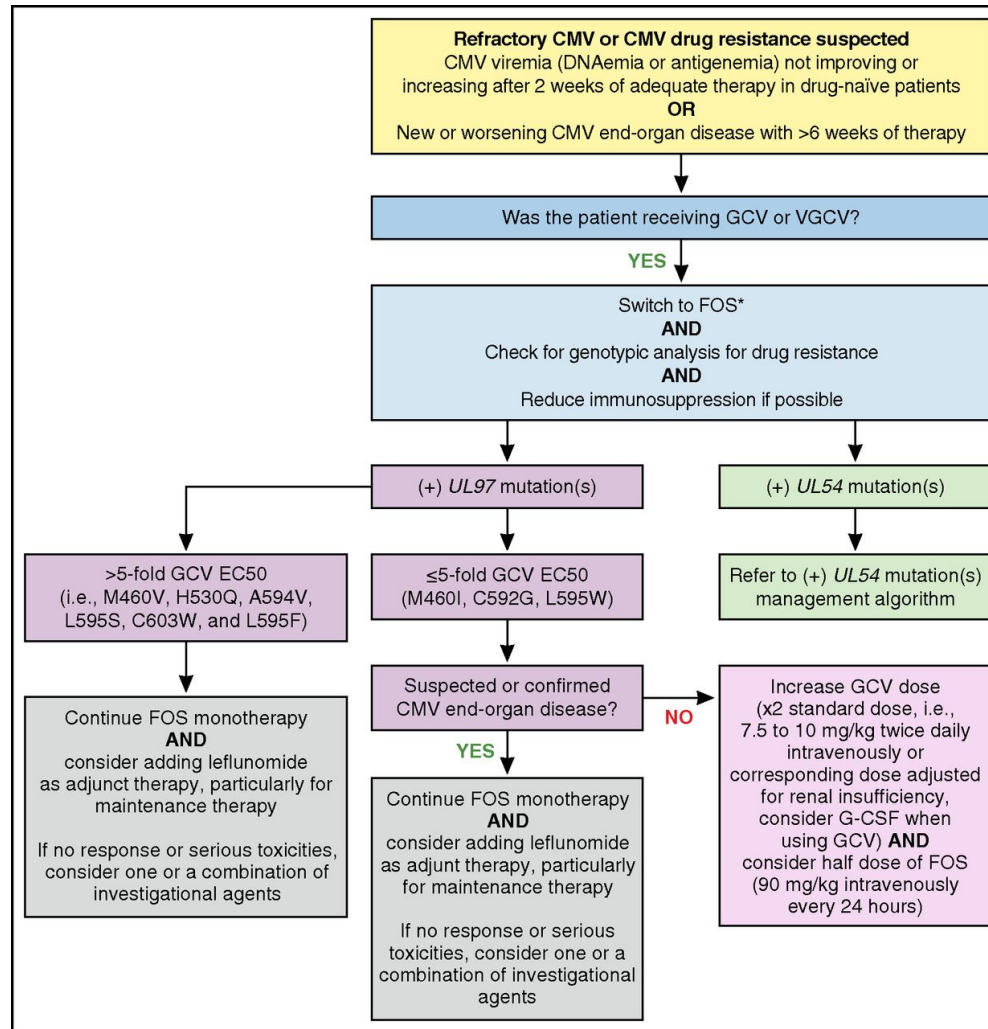 Refractory CMV or CMV drug resistance suspected
CMV viremia (DNAemia or antigenemia) not improving or
increasing after 2 weeks of adequate therapy in drug-naïve patients
OR
New or worsening CMV end-organ disease with >6 weeks of therapy
Was the patient receiving GCV or VGCV?
YES
Switch to FOS*
AND
Check for genotypic analysis for drug resistance
AND
Reduce immunosuppression if possible
(+) UL97 mutation(s)
(+) UL54 mutation(s)
>5-fold GCV EC50
(i.e., M460V, H530Q, A594V,
L595S, C603W, and L595F)
≤5-fold GCV EC50
(M460I, C592G, L595W)
Refer to (+) UL54 mutation(s)
management algorithm
Continue FOS monotherapy
AND
consider adding leflunomide
as adjunct therapy, particularly for
maintenance therapy
If no response or serious toxicities,
consider one or a combination of
investigational agents
Suspected or confirmed
CMV end-organ disease?
NO
YES
Continue FOS monotherapy
AND
consider adding leflunomide
as adjunt therapy, particularly
for maintenance therapy
If no response or serious
toxicities, consider one or a
combination of investigational
agents
Increase GCV dose
(x2 standard dose, i.e.,
7.5 to 10 mg/kg twice daily
intravenously or
corresponding dose adjusted
for renal insufficiency,
consider G-CSF when
using GCV) AND
consider half dose of FOS
(90 mg/kg intravenously
every 24 hours)